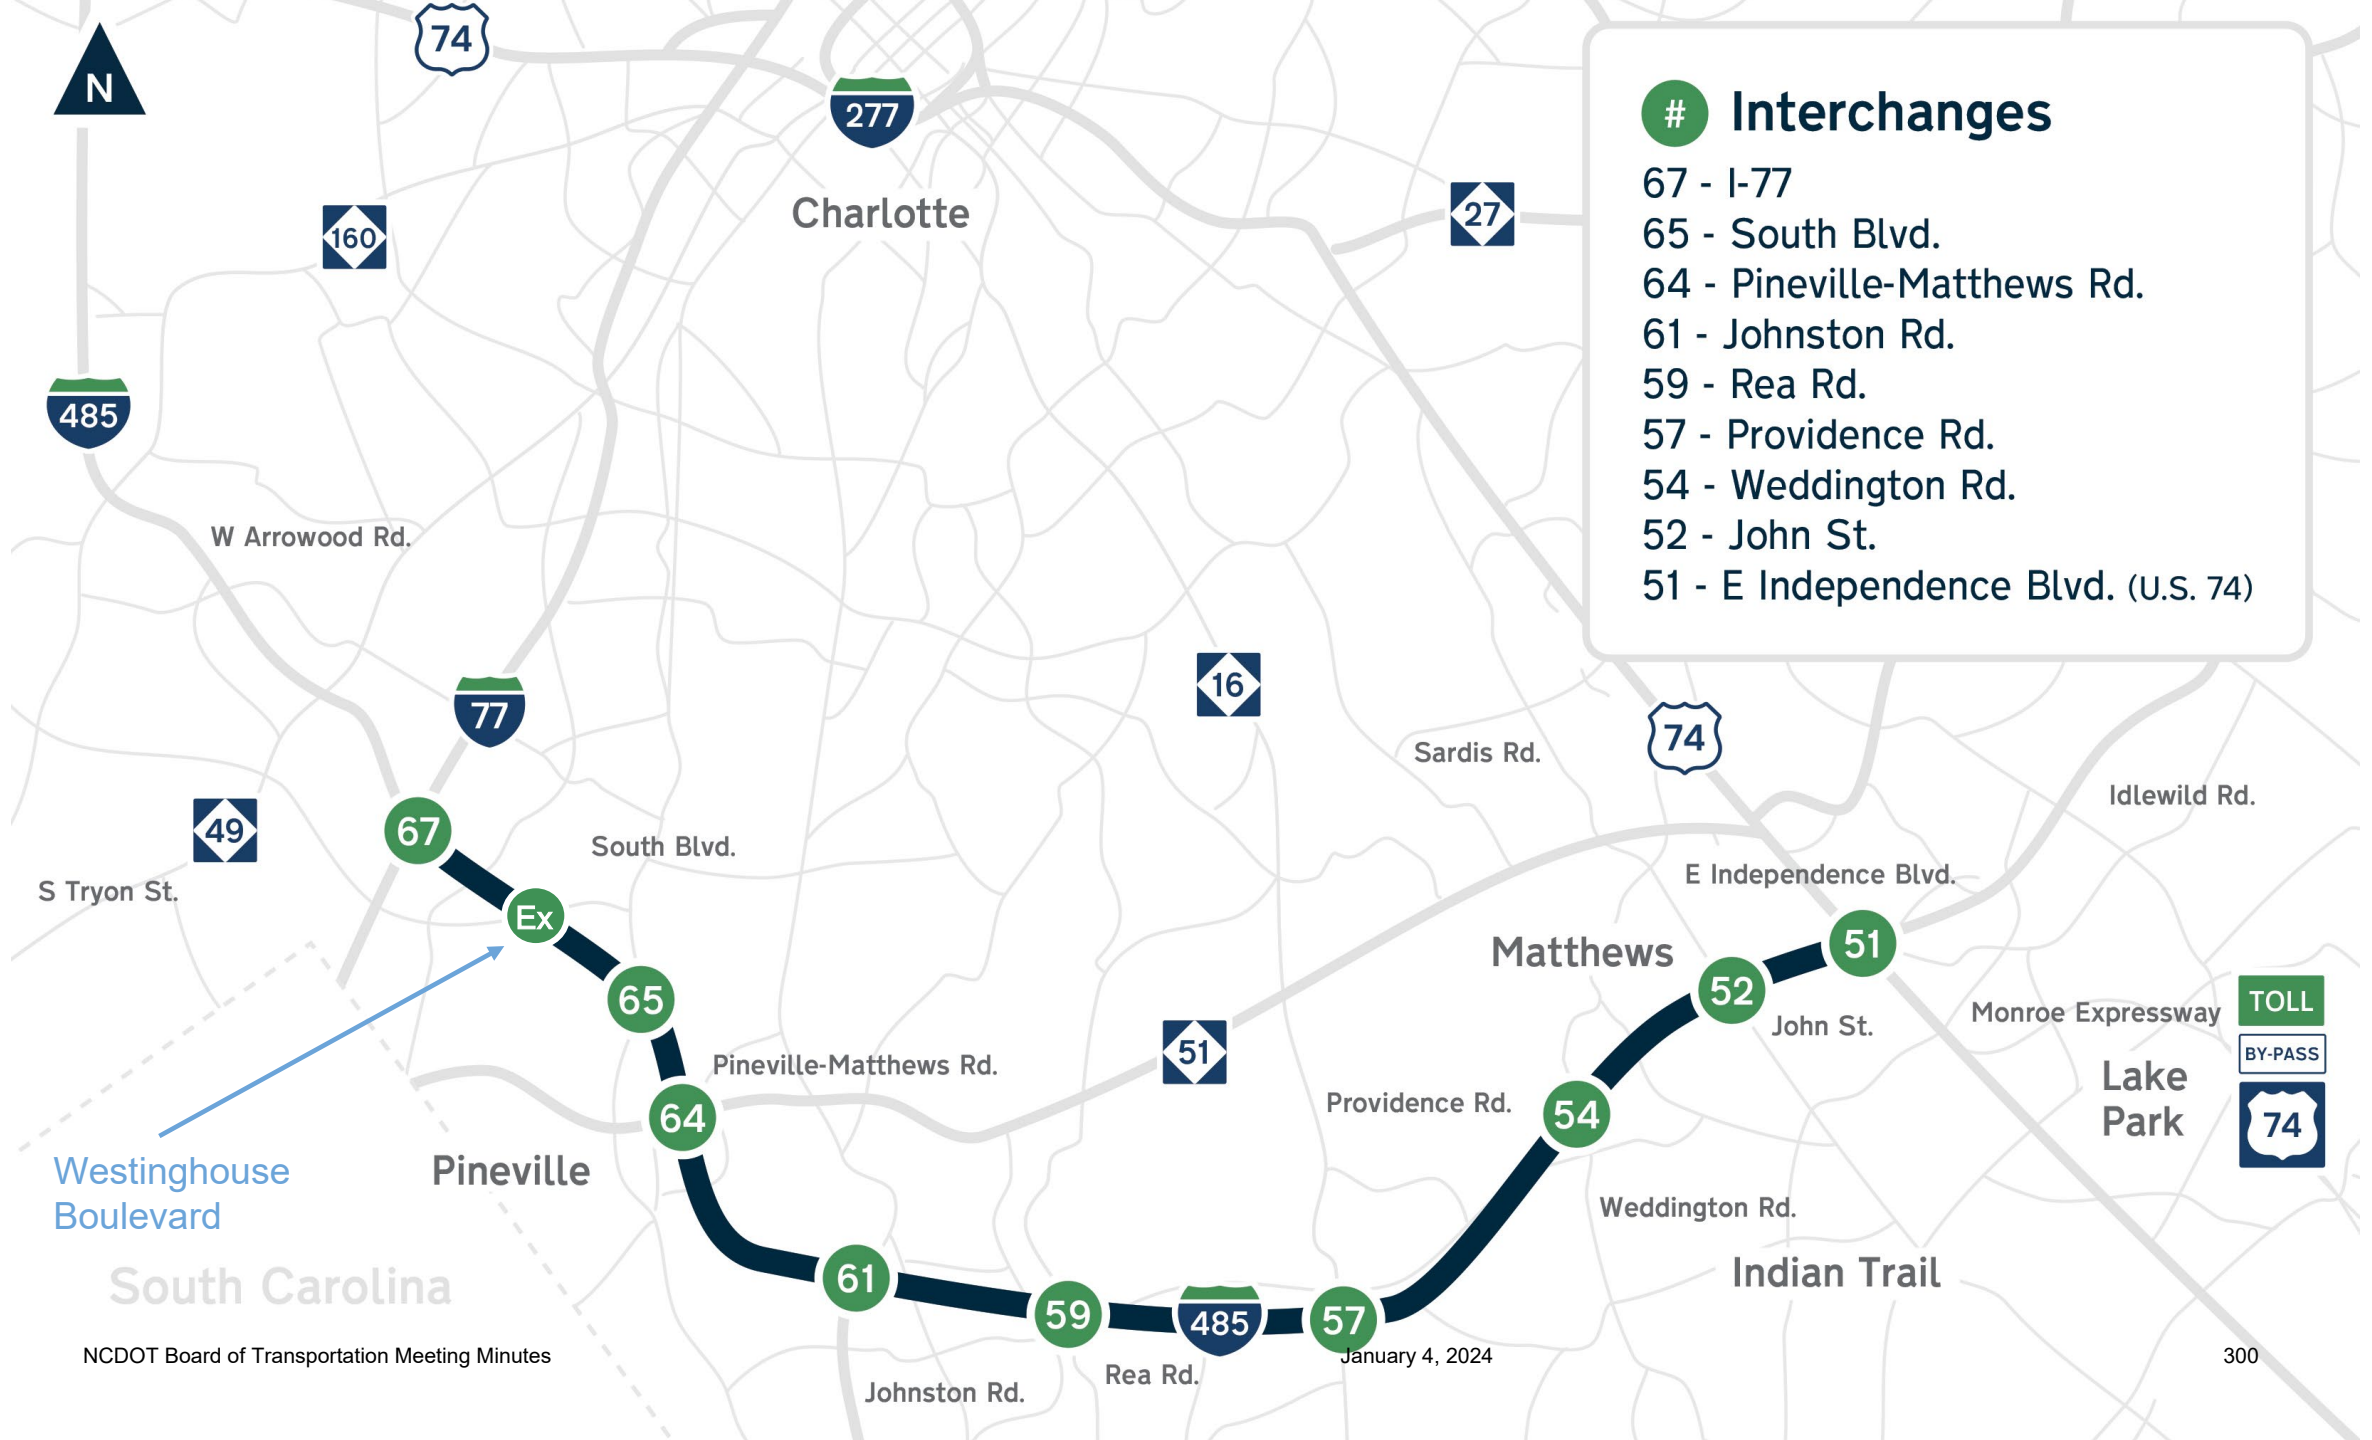 N
74
277
Charlotte
160
27
# Interchanges
67 - I-77
65 - South Blvd.
64 - Pineville-Matthews Rd.
61 - Johnston Rd.
59 - Rea Rd.
57 - Providence Rd.
54 - Weddington Rd.
52 - John St.
51 - E Independence Blvd. (U.S. 74)
485
W Arrowood Rd.
77
16
Sardis Rd.
74
Idlewild Rd.
49
67
South Blvd.
S Tryon St.
E Independence Blvd.
Ex
Matthews
51
65
52
John St.
Monroe Expressway
TOLL
BY-PASS
74
Lake
Park
51
Pineville-Matthews Rd.
64
Providence Rd.
54
Pineville
Westinghouse
Boulevard
Weddington Rd.
Indian Trail
South Carolina
61
59
485
57
NCDOT Board of Transportation Meeting Minutes
January 4, 2024
300
Rea Rd.
Johnston Rd.